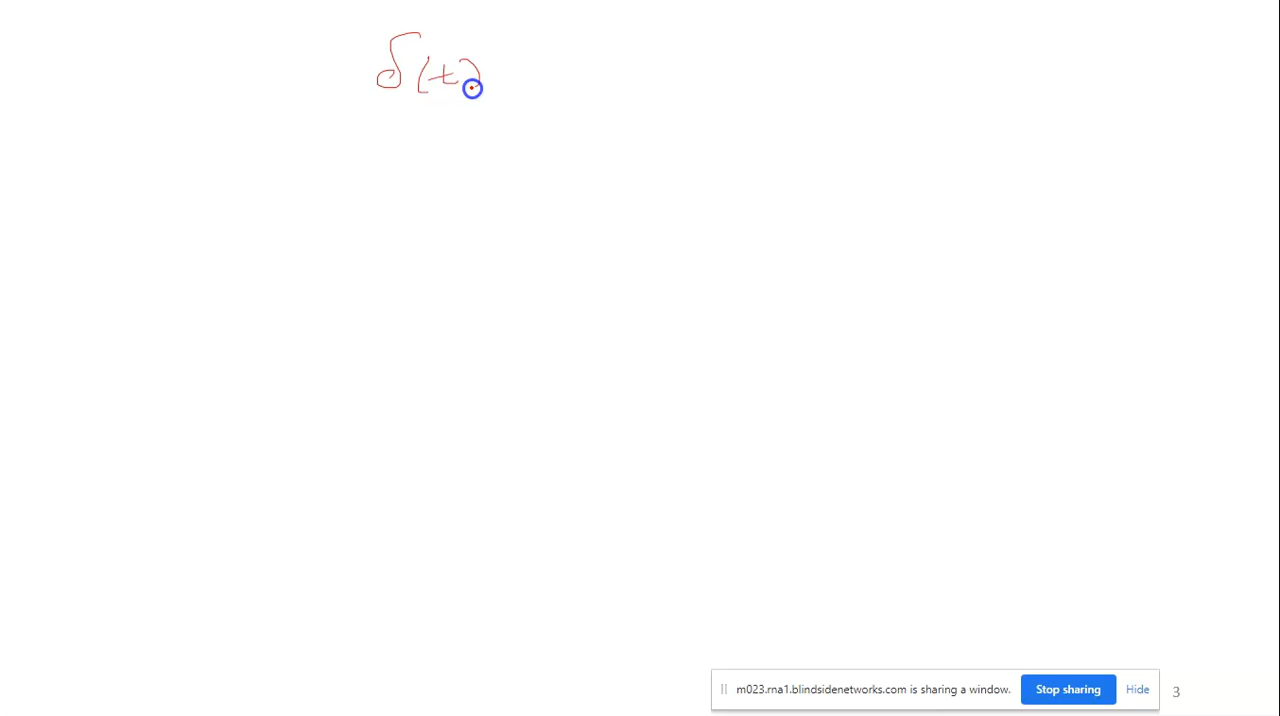 δ(t)
m023.rna1.blindsidenetworks.com is sharing a window. Stop sharing Hide
3